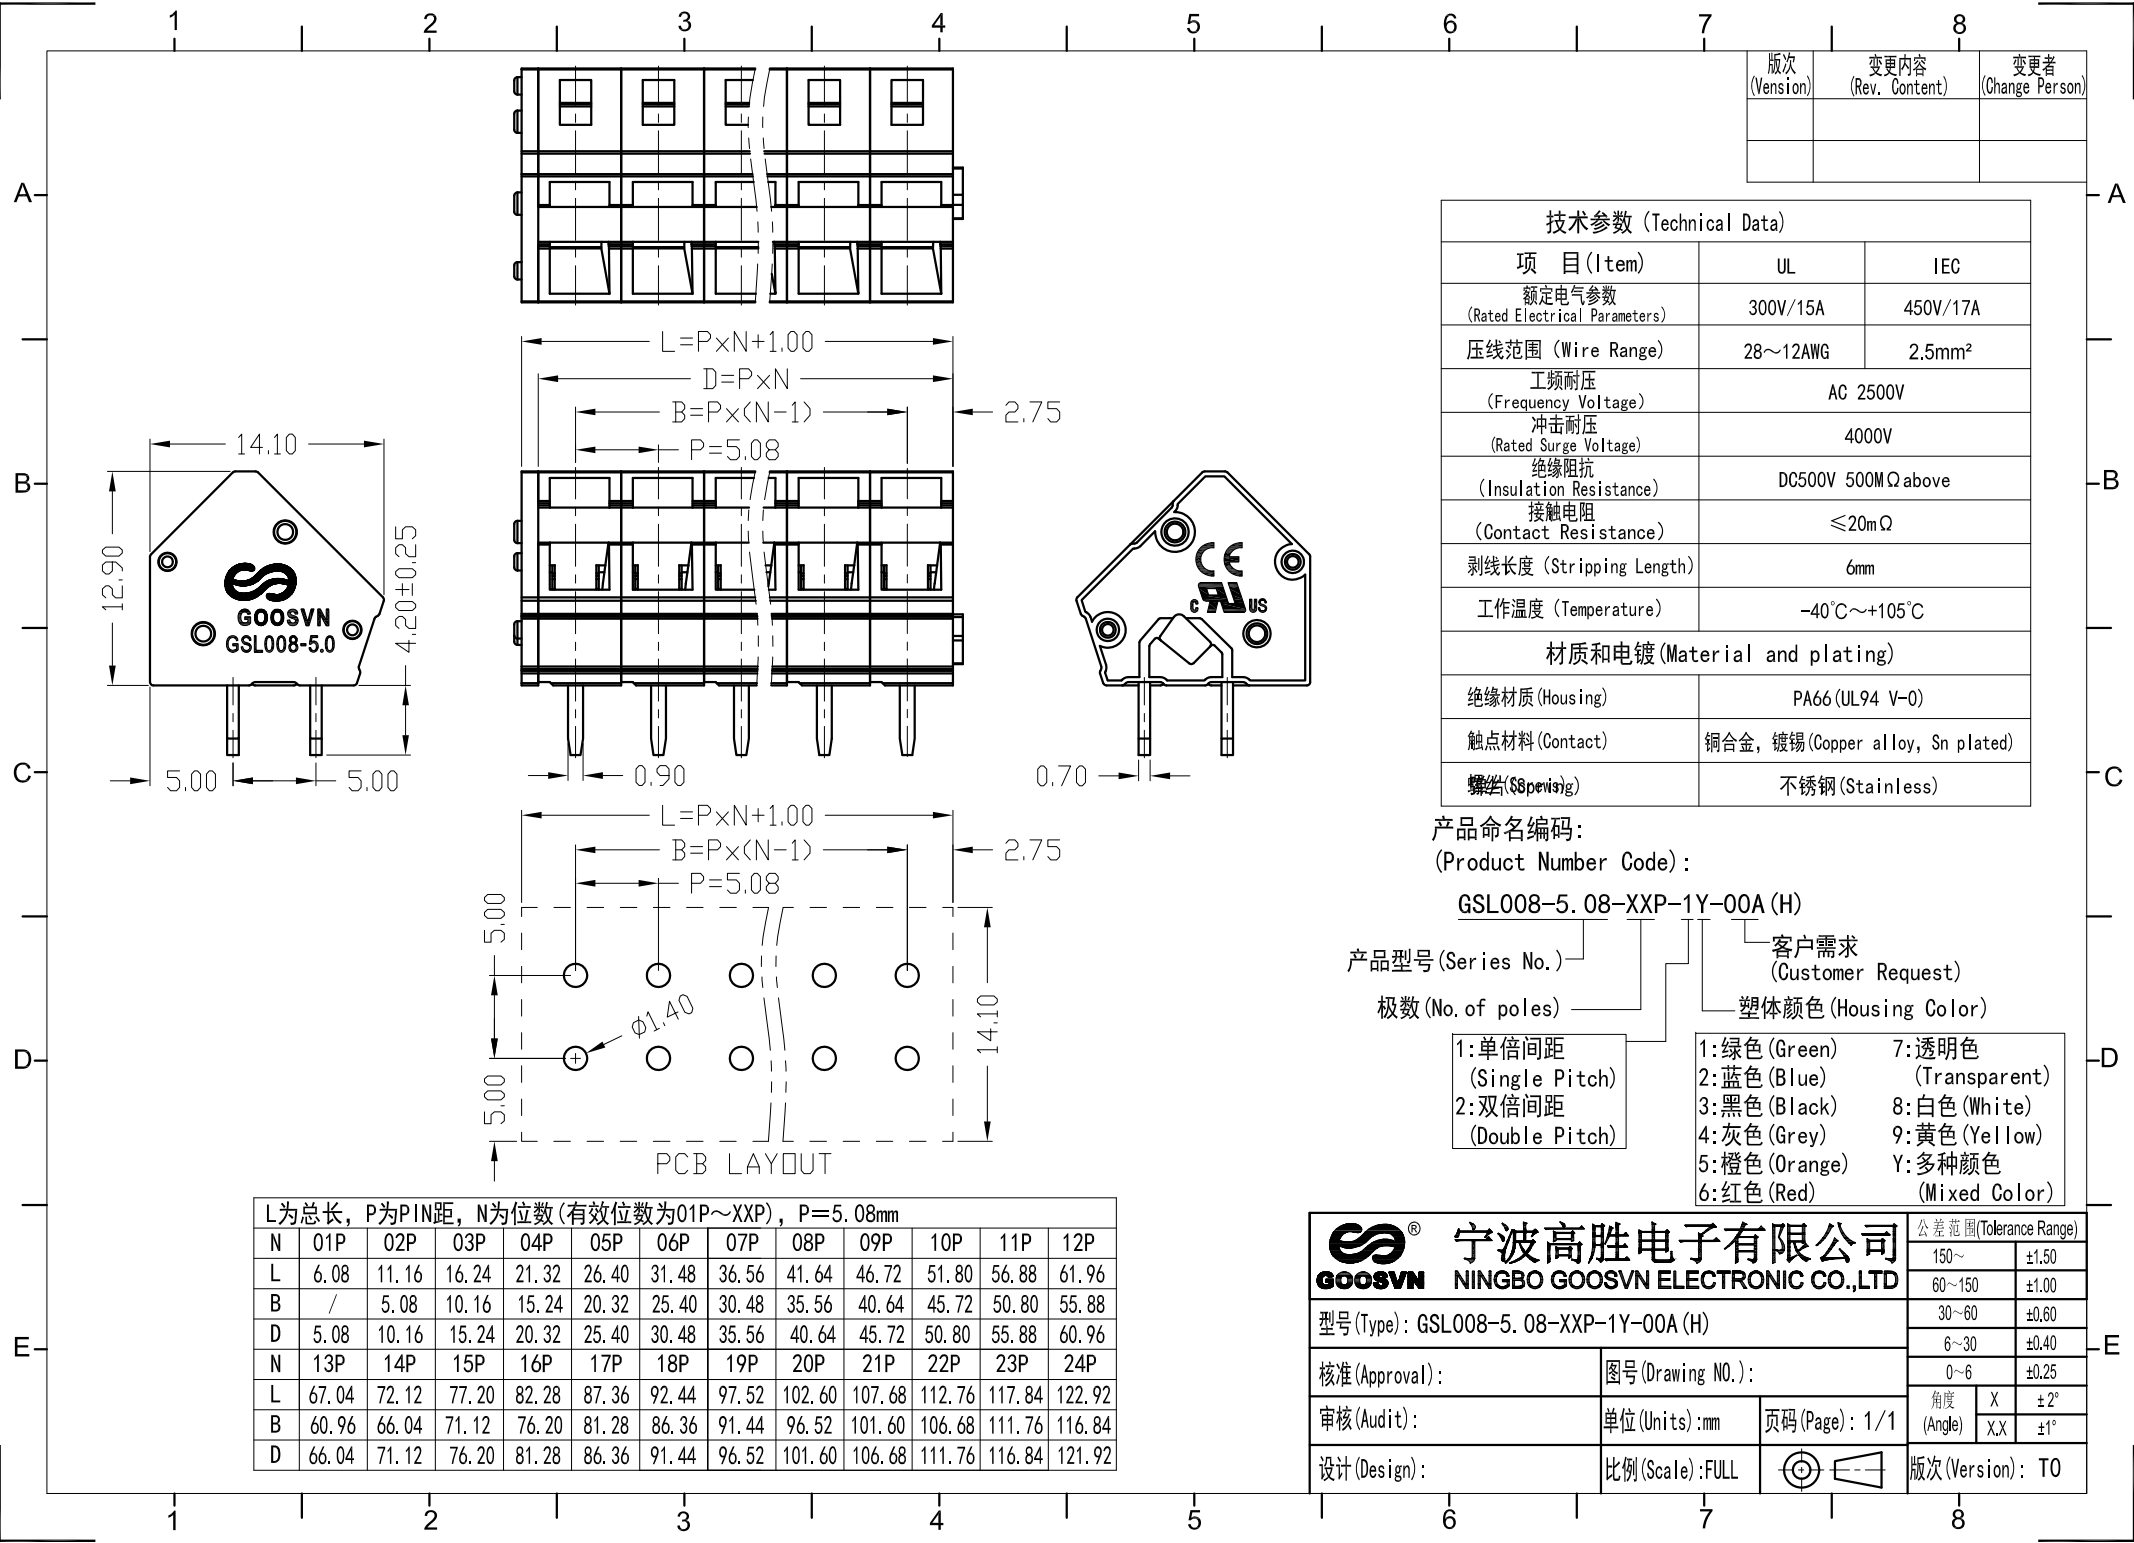 1 2 3 4 5 6 7 8
版次
(Vension)
变更内容
(Rev. Content)
变更者
(Change Person)
A A
B B
C C
D D
E E
L=PxN+1.00
D=PxN
B=Px(N-1)
2.75
P=5.08
14.10
12.90
4.20±0.25
GOOSVN
GSL008-5.0
5.00
5.00
0.90
CE
C US
0.70
L=PxN+1.00
B=Px(N-1)
2.75
P=5.08
5.00
ø1.40
14.10
5.00
PCB LAYOUT
技术参数 (Technical Data)
项 目(Item) UL IEC
额定电气参数
(Rated Electrical Parameters) 300V/15A 450V/17A
压线范围 (Wire Range) 28～12AWG 2.5mm²
工频耐压
(Frequency Voltage) AC 2500V
冲击耐压
(Rated Surge Voltage) 4000V
绝缘阻抗
(Insulation Resistance) DC500V 500MΩabove
接触电阻
(Contact Resistance) ≤20mΩ
剥线长度 (Stripping Length) 6mm
工作温度 (Temperature) -40℃～+105℃
材质和电镀(Material and plating)
绝缘材质(Housing) PA66(UL94 V-0)
触点材料(Contact) 铜合金, 镀锡(Copper alloy, Sn plated)
不锈钢(Stainless)
产品命名编码:
(Product Number Code):
GSL008-5.08-XXP-1Y-00A(H)
产品型号(Series No.)
客户需求
(Customer Request)
极数(No.of poles)
塑体颜色(Housing Color)
1:单倍间距
(Single Pitch)
2:双倍间距
(Double Pitch)
1:绿色(Green)
2:蓝色(Blue)
3:黑色(Black)
4:灰色(Grey)
5:橙色(Orange)
6:红色(Red)
7:透明色
(Transparent)
8:白色(White)
9:黄色(Yellow)
Y:多种颜色
(Mixed Color)
L为总长, P为PIN距, N为位数(有效位数为01P～XXP), P=5.08mm
N 01P 02P 03P 04P 05P 06P 07P 08P 09P 10P 11P 12P
L 6.08 11.16 16.24 21.32 26.40 31.48 36.56 41.64 46.72 51.80 56.88 61.96
B / 5.08 10.16 15.24 20.32 25.40 30.48 35.56 40.64 45.72 50.80 55.88
D 5.08 10.16 15.24 20.32 25.40 30.48 35.56 40.64 45.72 50.80 55.88 60.96
N 13P 14P 15P 16P 17P 18P 19P 20P 21P 22P 23P 24P
L 67.04 72.12 77.20 82.28 87.36 92.44 97.52 102.60 107.68 112.76 117.84 122.92
B 60.96 66.04 71.12 76.20 81.28 86.36 91.44 96.52 101.60 106.68 111.76 116.84
D 66.04 71.12 76.20 81.28 86.36 91.44 96.52 101.60 106.68 111.76 116.84 121.92
®
GOOSVN
宁波高胜电子有限公司
NINGBO GOOSVN ELECTRONIC CO.,LTD
型号(Type): GSL008-5.08-XXP-1Y-00A(H)
核准(Approval): 图号(Drawing NO.):
审核(Audit): 单位(Units):mm 页码(Page): 1/1
设计(Design): 比例(Scale):FULL
公差范围(Tolerance Range)
150～ ±1.50
60～150 ±1.00
30～60 ±0.60
6～30 ±0.40
0～6 ±0.25
角度
(Angle)
X ±2°
X.X ±1°
版次(Version): T0
1 2 3 4 5 6 7 8